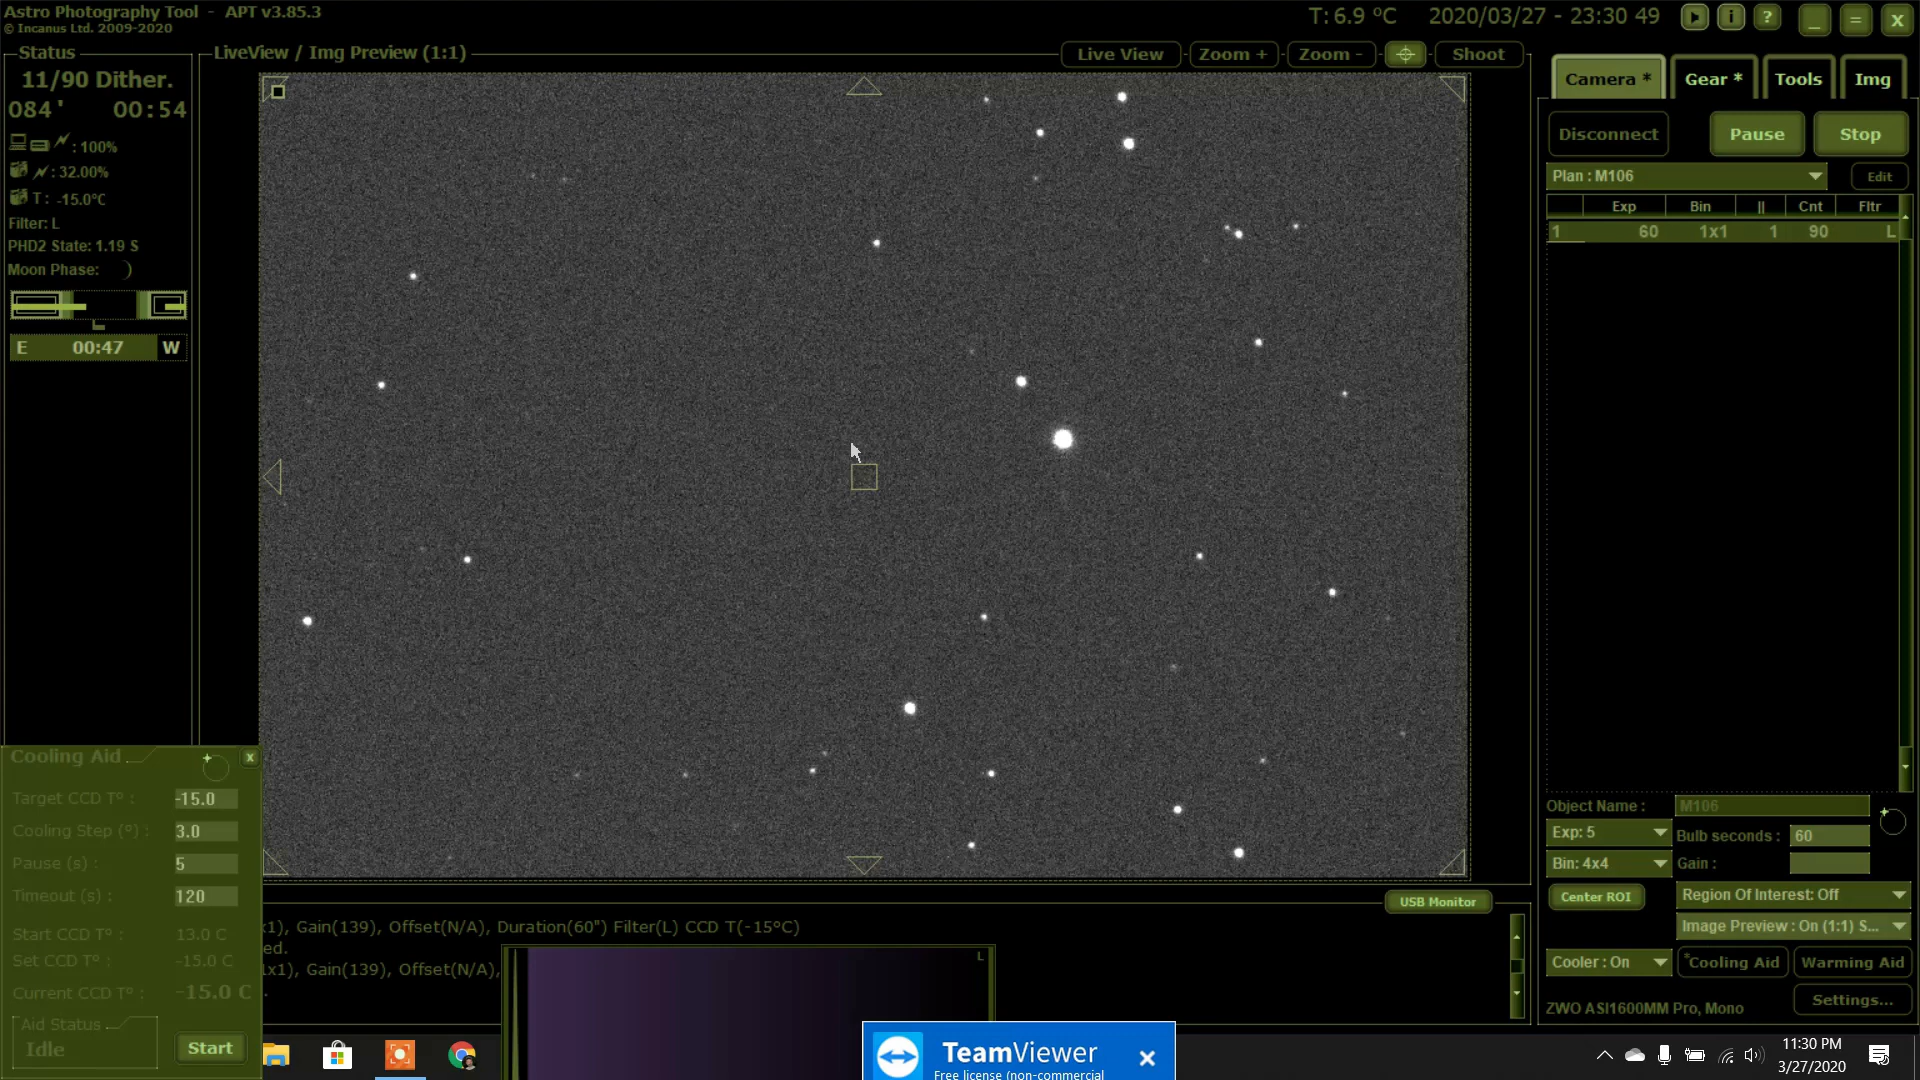 Astro Photography Tool - APT v3.85.3
© Incanus Ltd. 2009-2020
T: 6.9 °C 2020/03/27 - 23:30 49
i ? _ = X
Status
11/90 Dither.
084 ' 00:54
: 100%
: 32.00%
T : -15.0°C
Filter: L
PHD2 State: 1.19 S
Moon Phase: )
E 00:47 W
LiveView / Img Preview (1:1)
Live View Zoom + Zoom - Shoot
Camera * Gear * Tools Img
Disconnect Pause Stop
Plan : M106 Edit
Exp Bin || Cnt Fltr
1 60 1x1 1 90 L
Cooling Aid x
Target CCD T° : -15.0
Cooling Step (°) : 3.0
Pause (s) : 5
Timeout (s) : 120
Start CCD T° : 13.0 C
Set CCD T° : -15.0 C
Current CCD T° : -15.0 C
Aid Status
Idle
Start
USB Monitor
:1), Gain(139), Offset(N/A), Duration(60") Filter(L) CCD T(-15°C)
ed.
1x1), Gain(139), Offset(N/A),
L
Object Name : M106
Exp: 5 Bulb seconds : 60
Bin: 4x4 Gain :
Center ROI Region Of Interest: Off
Image Preview : On (1:1) S...
Cooler : On *Cooling Aid Warming Aid
ZWO ASI1600MM Pro, Mono Settings...
TeamViewer
Free license (non-commercial
11:30 PM
3/27/2020